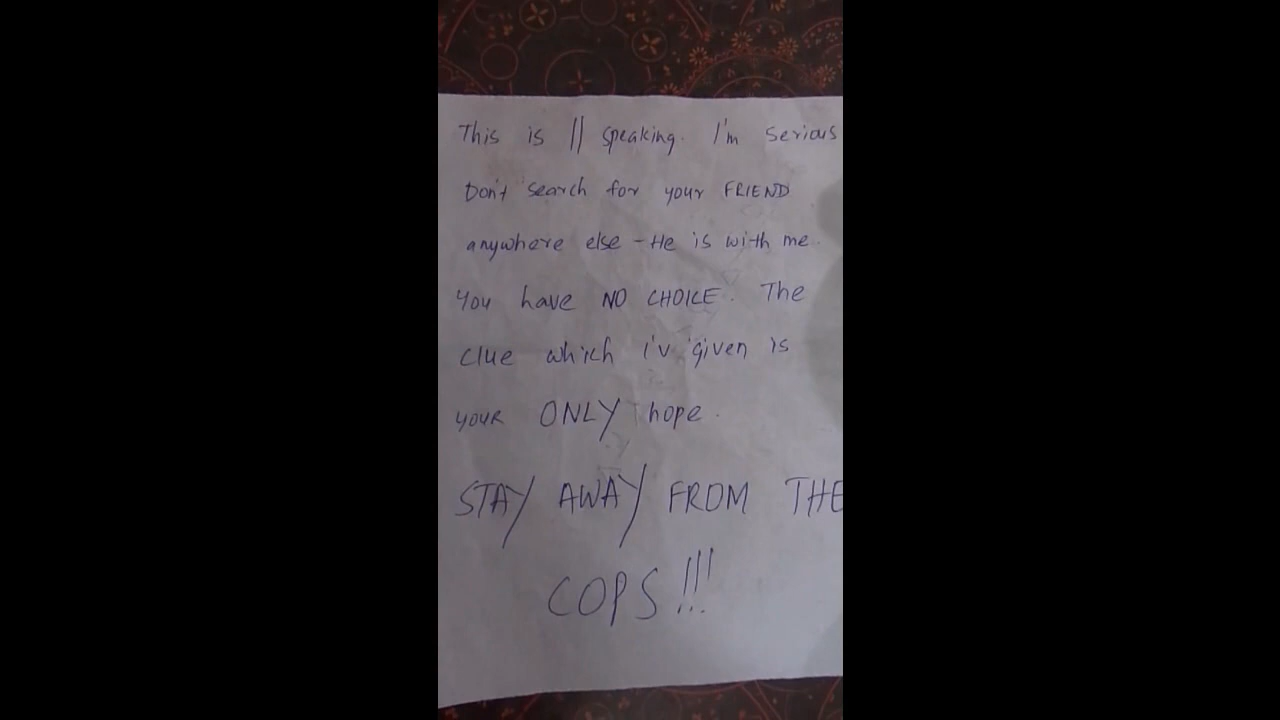 This is || speaking. I'm serious
Don't search for your FRIEND
anywhere else - He is with me.
You have NO CHOICE. The
clue which i'v given is
your ONLY hope.
STAY AWAY FROM THE
COPS!!!